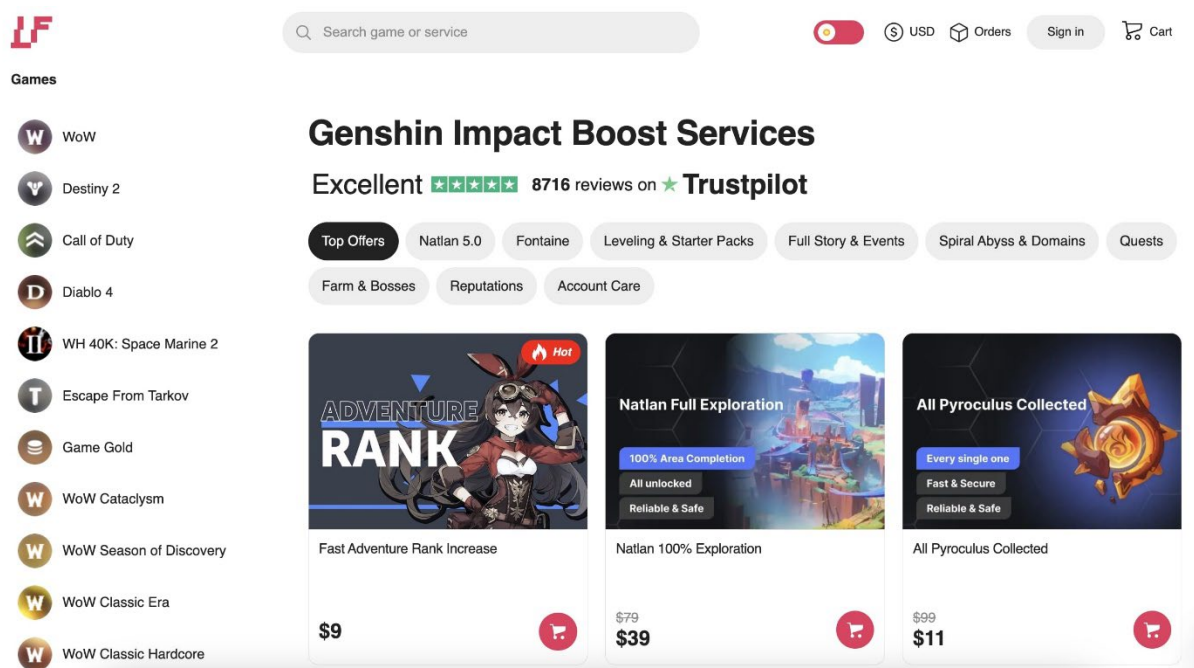 LF
Search game or service
USD
Orders
Sign in
Cart
Games
WoW
Destiny 2
Call of Duty
Diablo 4
WH 40K: Space Marine 2
Escape From Tarkov
Game Gold
WoW Cataclysm
WoW Season of Discovery
WoW Classic Era
WoW Classic Hardcore
Genshin Impact Boost Services
Excellent 8716 reviews on Trustpilot
Top Offers Natlan 5.0 Fontaine Leveling & Starter Packs Full Story & Events Spiral Abyss & Domains Quests
Farm & Bosses Reputations Account Care
Hot
ADVENTURE
RANK
Fast Adventure Rank Increase
$9
Natlan Full Exploration
100% Area Completion
All unlocked
Reliable & Safe
Natlan 100% Exploration
$79
$39
All Pyroculus Collected
Every single one
Fast & Secure
Reliable & Safe
All Pyroculus Collected
$99
$11